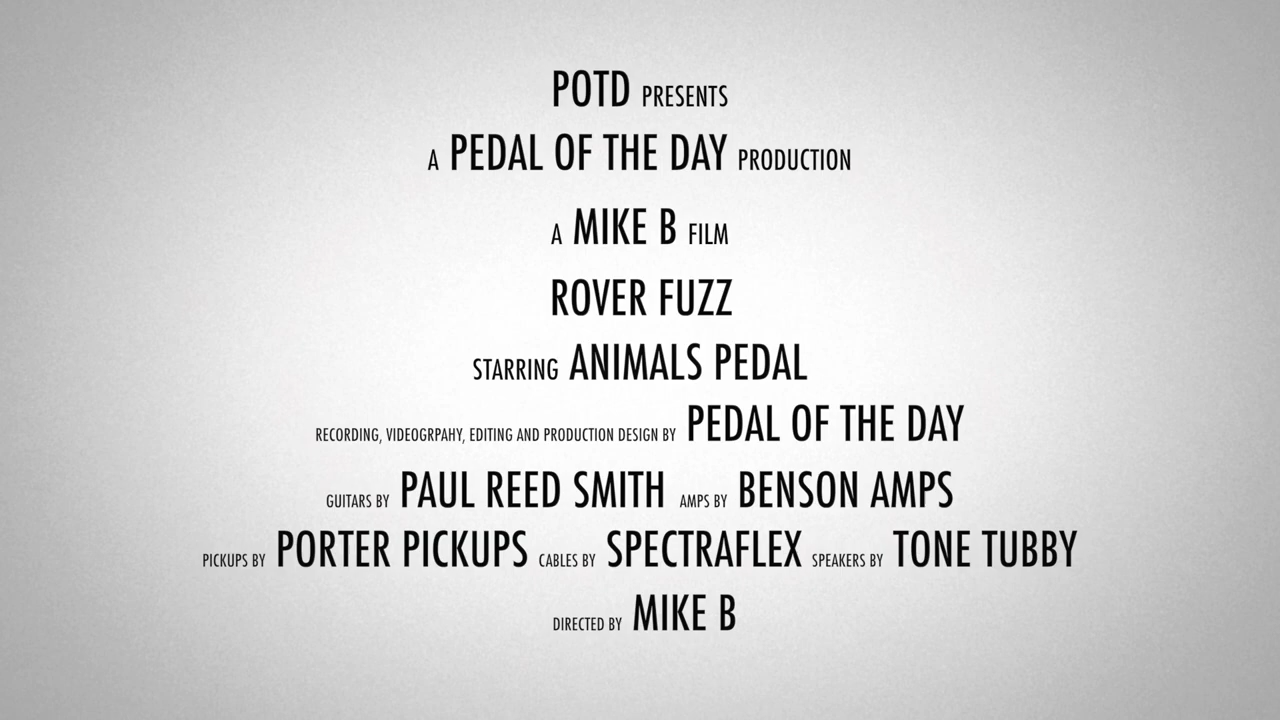 POTD PRESENTS
A PEDAL OF THE DAY PRODUCTION
A MIKE B FILM
ROVER FUZZ
STARRING ANIMALS PEDAL
RECORDING, VIDEOGRPAHY, EDITING AND PRODUCTION DESIGN BY PEDAL OF THE DAY
GUITARS BY PAUL REED SMITH AMPS BY BENSON AMPS
PICKUPS BY PORTER PICKUPS CABLES BY SPECTRAFLEX SPEAKERS BY TONE TUBBY
DIRECTED BY MIKE B